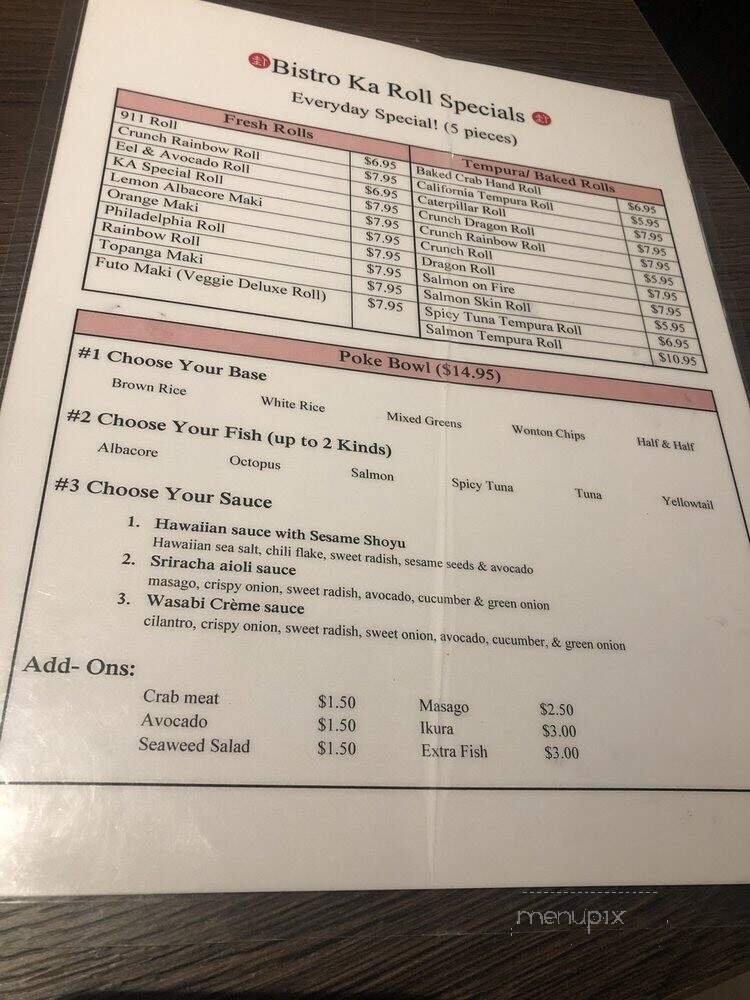 封 Bistro Ka Roll Specials 封
Everyday Special! (5 pieces)
Fresh Rolls
911 Roll $6.95
Crunch Rainbow Roll $7.95
Eel & Avocado Roll $6.95
KA Special Roll $7.95
Lemon Albacore Maki $7.95
Orange Maki $7.95
Philadelphia Roll $7.95
Rainbow Roll $7.95
Topanga Maki $7.95
Futo Maki (Veggie Deluxe Roll) $7.95
Tempura/ Baked Rolls
Baked Crab Hand Roll $6.95
California Tempura Roll $5.95
Caterpillar Roll $7.95
Crunch Dragon Roll $7.95
Crunch Rainbow Roll $7.95
Crunch Roll $5.95
Dragon Roll $7.95
Salmon on Fire $7.95
Salmon Skin Roll $5.95
Spicy Tuna Tempura Roll $6.95
Salmon Tempura Roll $10.95
Poke Bowl ($14.95)
#1 Choose Your Base
Brown Rice White Rice Mixed Greens Wonton Chips Half & Half
#2 Choose Your Fish (up to 2 Kinds)
Albacore Octopus Salmon Spicy Tuna Tuna Yellowtail
#3 Choose Your Sauce
1. Hawaiian sauce with Sesame Shoyu
Hawaiian sea salt, chili flake, sweet radish, sesame seeds & avocado
2. Sriracha aioli sauce
masago, crispy onion, sweet radish, avocado, cucumber & green onion
3. Wasabi Crème sauce
cilantro, crispy onion, sweet radish, sweet onion, avocado, cucumber, & green onion
Add- Ons:
Crab meat $1.50 Masago $2.50
Avocado $1.50 Ikura $3.00
Seaweed Salad $1.50 Extra Fish $3.00
menupix